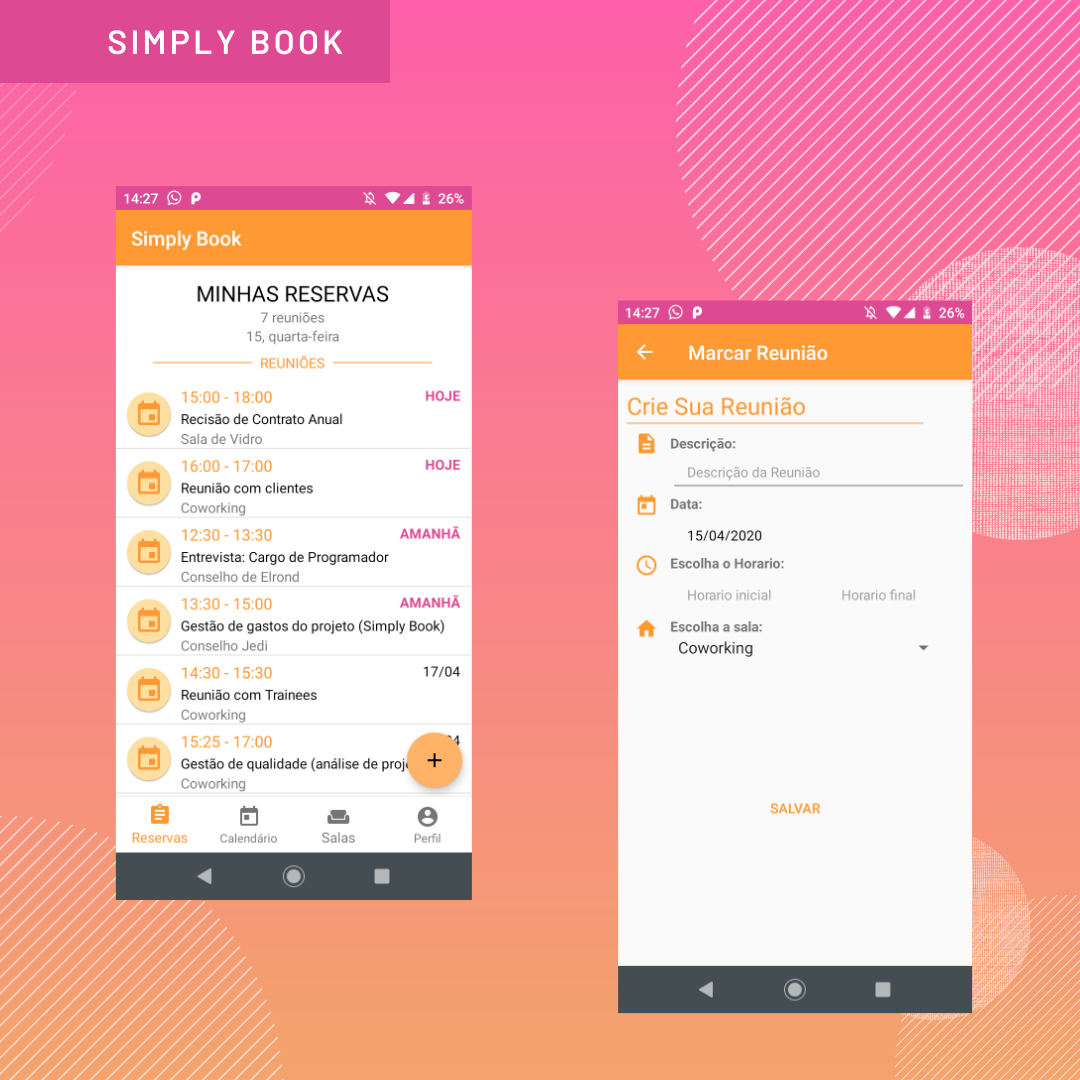 SIMPLY BOOK
14:27 26%
Simply Book
MINHAS RESERVAS
7 reuniões
15, quarta-feira
REUNIÕES
15:00 - 18:00 HOJE
Recisão de Contrato Anual
Sala de Vidro
16:00 - 17:00 HOJE
Reunião com clientes
Coworking
12:30 - 13:30 AMANHÃ
Entrevista: Cargo de Programador
Conselho de Elrond
13:30 - 15:00 AMANHÃ
Gestão de gastos do projeto (Simply Book)
Conselho Jedi
14:30 - 15:30 17/04
Reunião com Trainees
Coworking
15:25 - 17:00
Gestão de qualidade (análise de
Coworking
Reservas Calendário Salas Perfil
14:27 26%
Marcar Reunião
Crie Sua Reunião
Descrição:
Descrição da Reunião
Data:
15/04/2020
Escolha o Horario:
Horario inicial Horario final
Escolha a sala:
Coworking
SALVAR